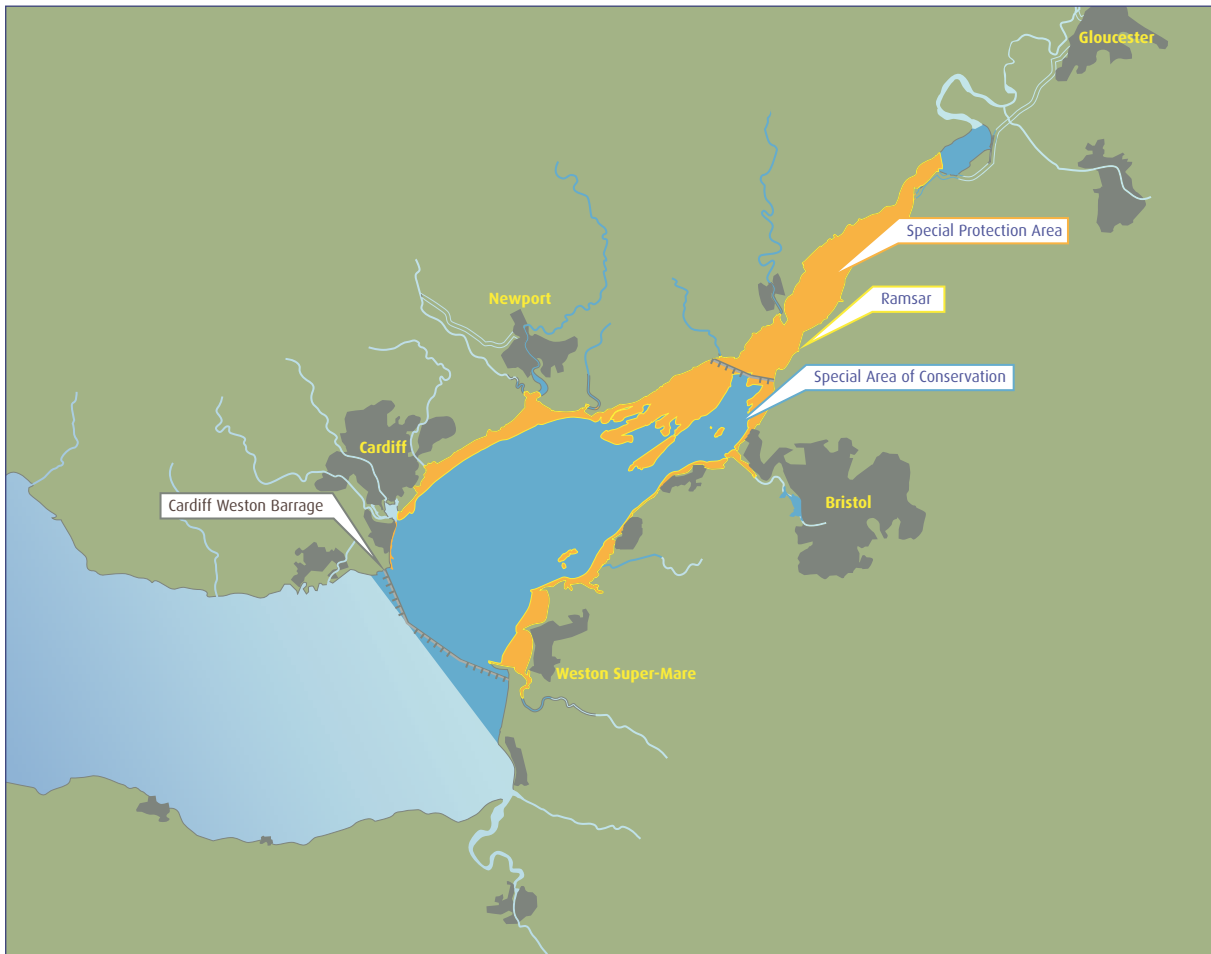 Gloucester
Special Protection Area
Ramsar
Newport
Special Area of Conservation
Cardiff
Cardiff Weston Barrage
Bristol
Weston Super-Mare